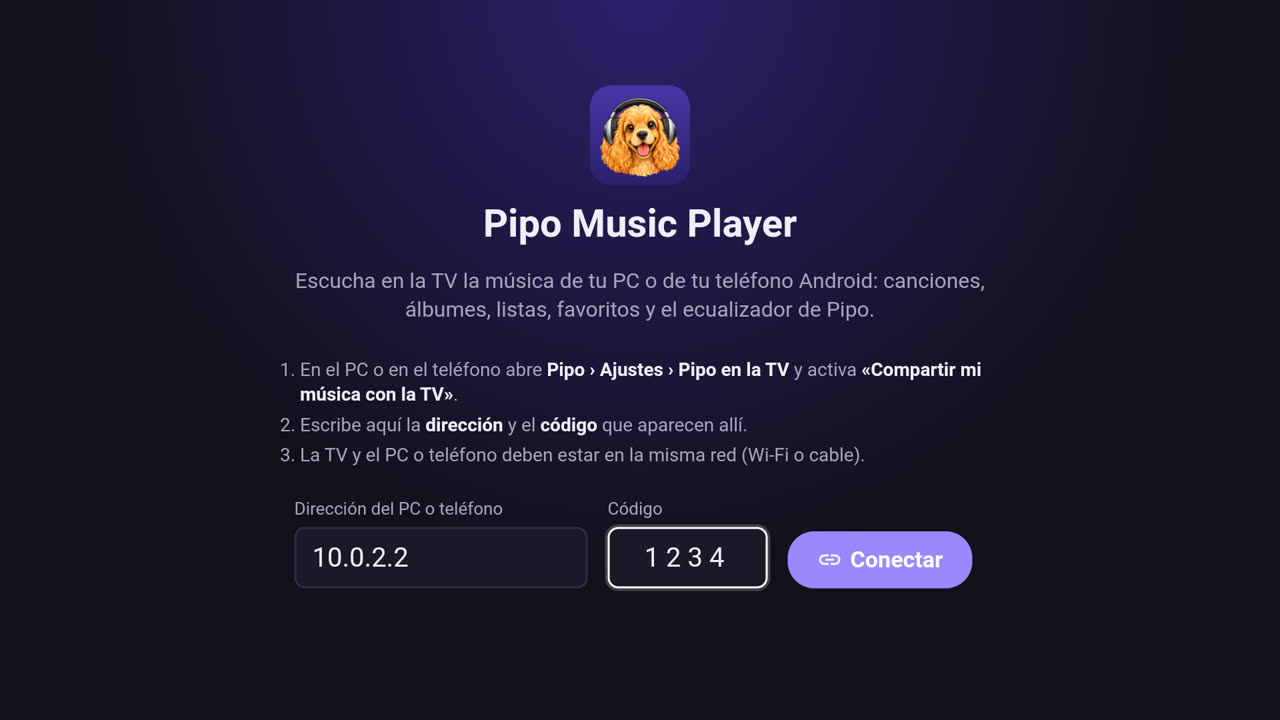 Pipo Music Player
Escucha en la TV la música de tu PC o de tu teléfono Android: canciones,
álbumes, listas, favoritos y el ecualizador de Pipo.
1. En el PC o en el teléfono abre Pipo › Ajustes › Pipo en la TV y activa «Compartir mi
música con la TV».
2. Escribe aquí la dirección y el código que aparecen allí.
3. La TV y el PC o teléfono deben estar en la misma red (Wi-Fi o cable).
Dirección del PC o teléfono
Código
10.0.2.2
1 2 3 4
Conectar